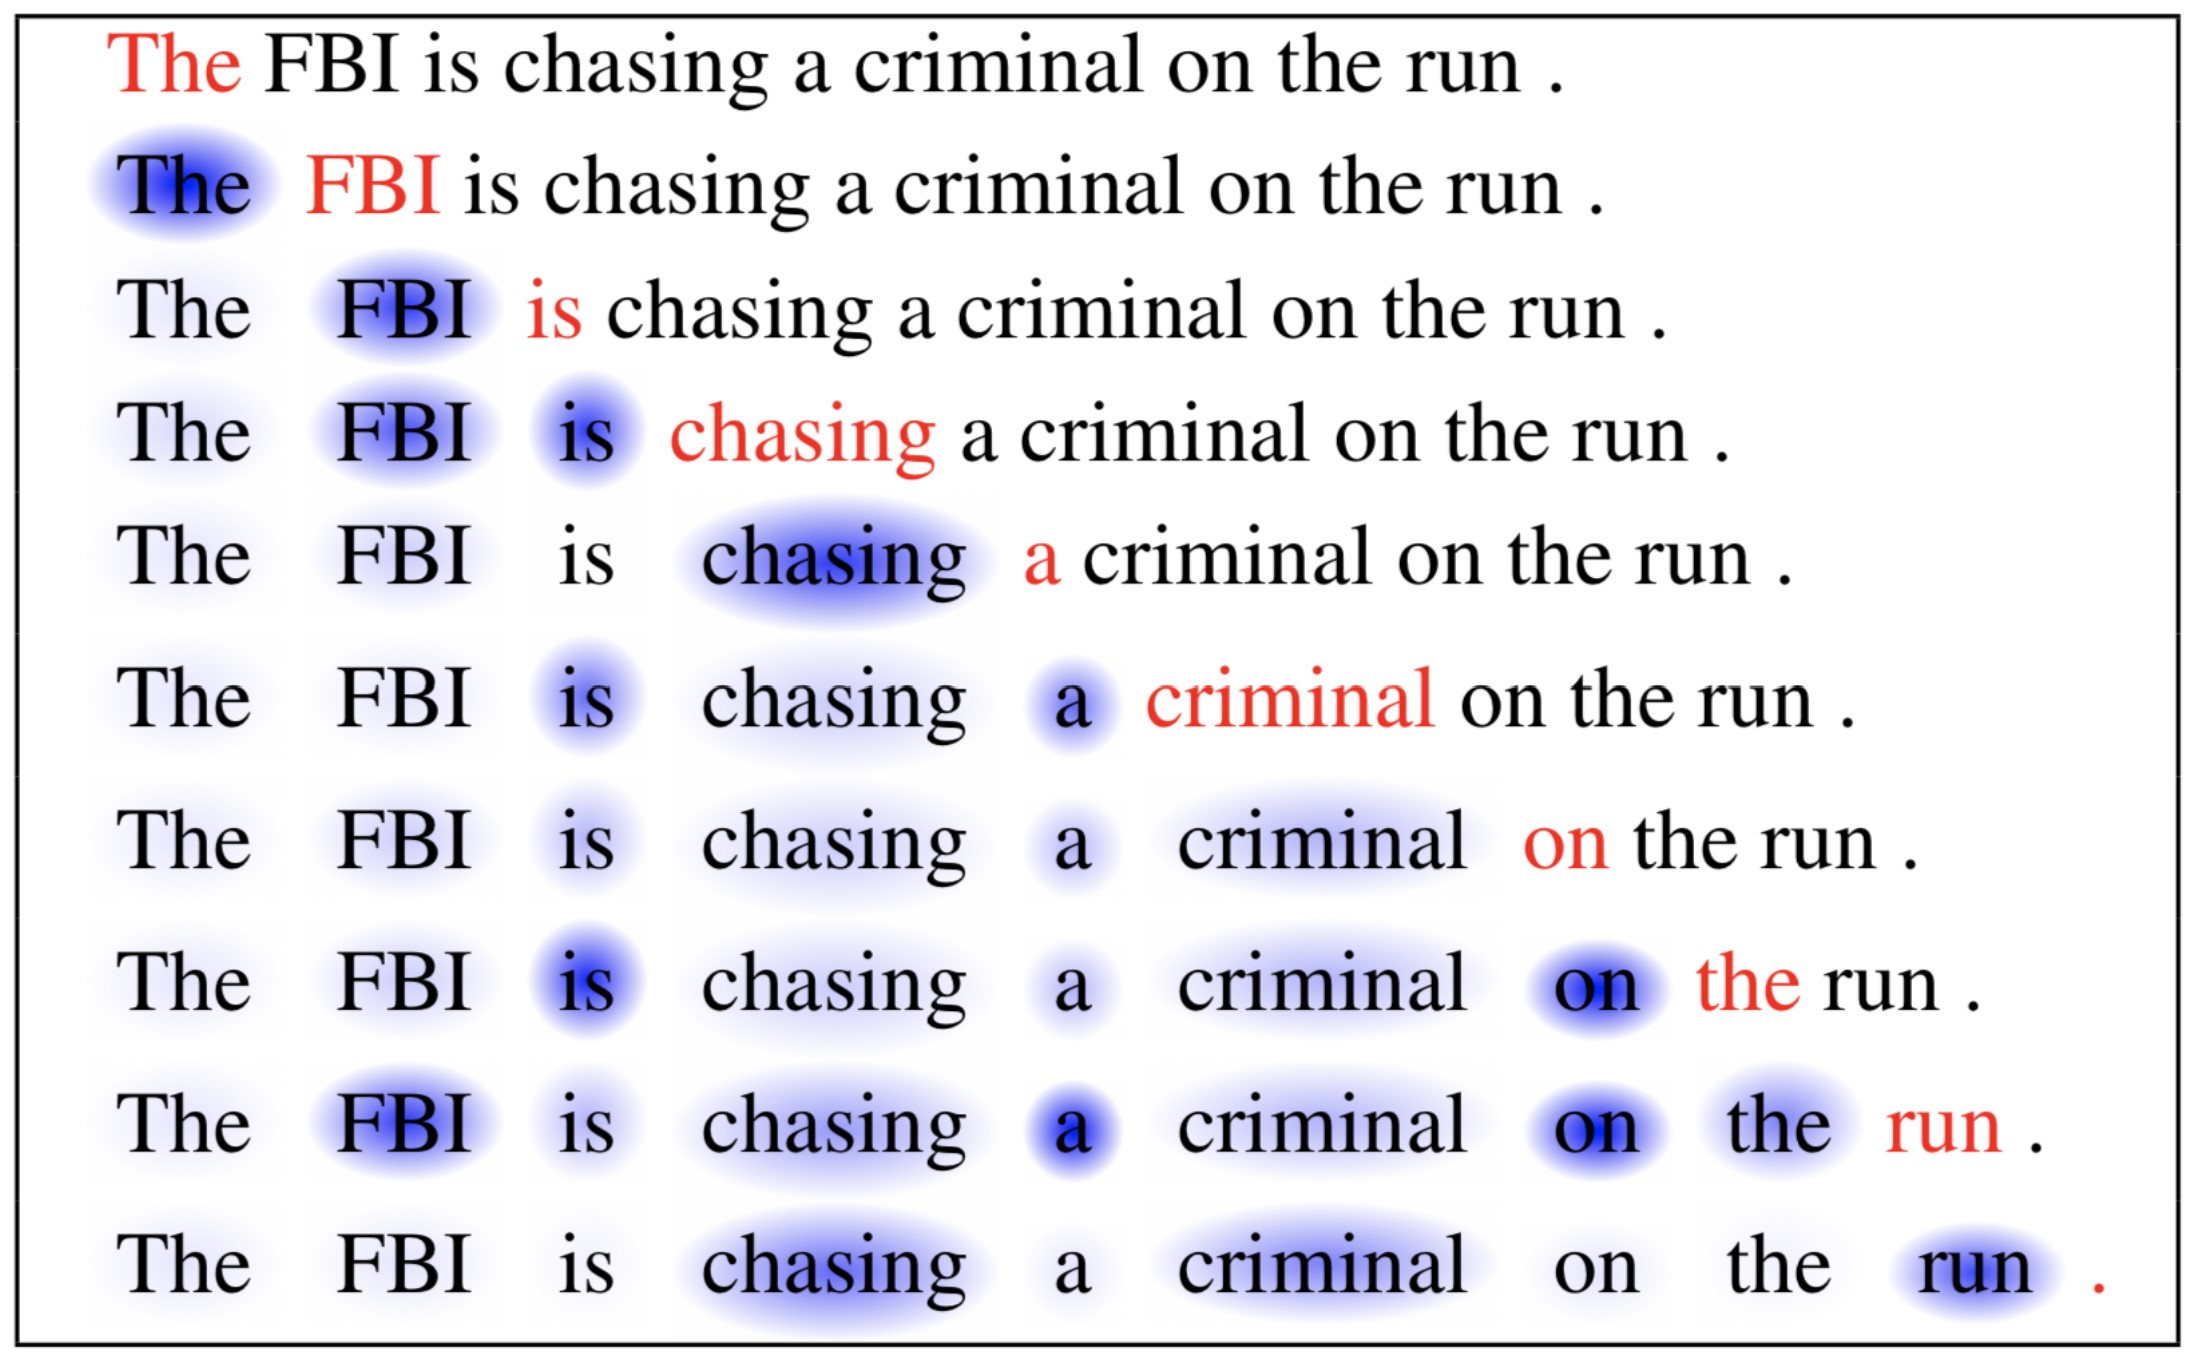 The FBI is chasing a criminal on the run .
The FBI is chasing a criminal on the run .
The FBI is chasing a criminal on the run .
The FBI is chasing a criminal on the run .
The FBI is chasing a criminal on the run .
The FBI is chasing a criminal on the run .
The FBI is chasing a criminal on the run .
The FBI is chasing a criminal on the run .
The FBI is chasing a criminal on the run .
The FBI is chasing a criminal on the run .